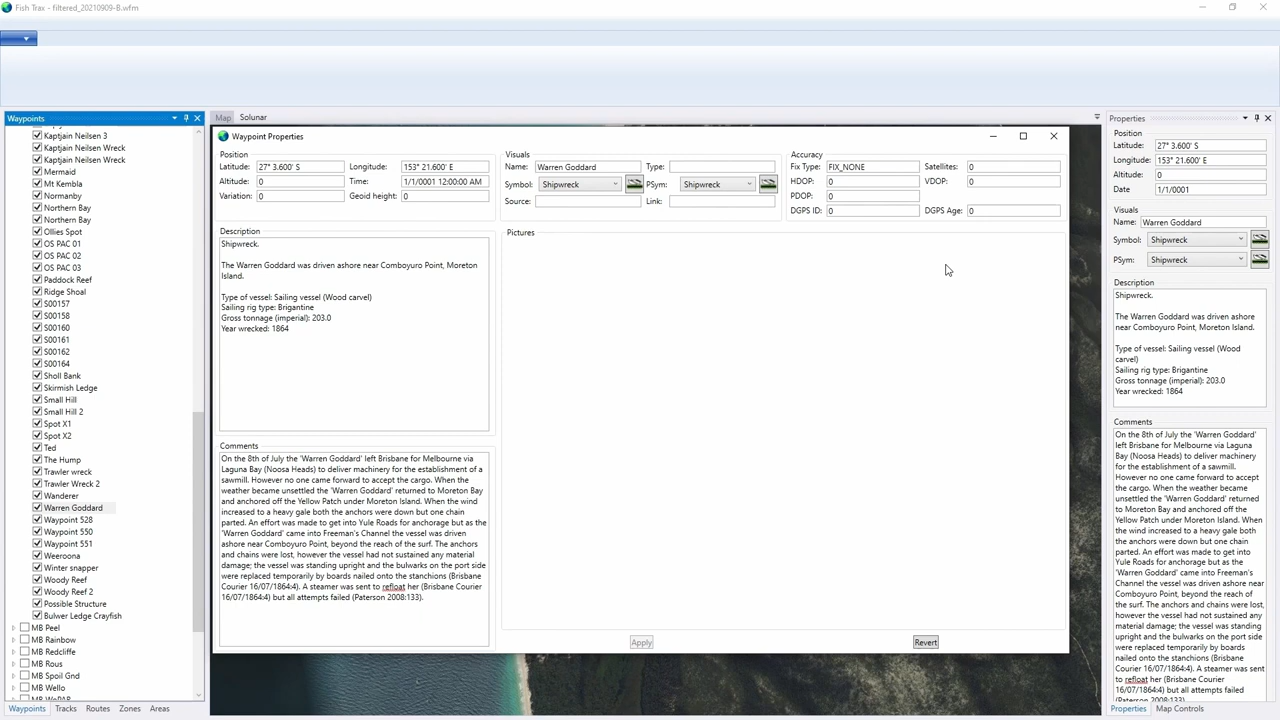 Fish Trax - filtered_20210909-B.wfm
Waypoints
Kaptjain Neilsen 3
Kaptjain Neilsen Wreck
Kaptjain Neilsen Wreck
Mermaid
Mt Kembla
Normanby
Northern Bay
Northern Bay
Ollies Spot
OS PAC 01
OS PAC 02
OS PAC 03
Paddock Reef
Ridge Shoal
S00157
S00158
S00160
S00161
S00162
S00164
Sholl Bank
Skirmish Ledge
Small Hill
Small Hill 2
Spot X1
Spot X2
Ted
The Hump
Trawler wreck
Trawler Wreck 2
Wanderer
Warren Goddard
Waypoint 528
Waypoint 550
Waypoint 551
Weeroona
Winter snapper
Woody Reef
Woody Reef 2
Possible Structure
Bulwer Ledge Crayfish
MB Peel
MB Rainbow
MB Redcliffe
MB Rous
MB Spoil Gnd
MB Wello
Waypoints Tracks Routes Zones Areas
Map Solunar
Waypoint Properties
Position
Latitude: 27° 3.600' S Longitude: 153° 21.600' E
Altitude: 0 Time: 1/1/0001 12:00:00 AM
Variation: 0 Geoid height: 0
Visuals
Name: Warren Goddard Type:
Symbol: Shipwreck PSym: Shipwreck
Source: Link:
Accuracy
Fix Type: FIX_NONE Satellites: 0
HDOP: 0 VDOP: 0
PDOP: 0
DGPS ID: 0 DGPS Age: 0
Description
Shipwreck.
The Warren Goddard was driven ashore near Comboyuro Point, Moreton
Island.
Type of vessel: Sailing vessel (Wood carvel)
Sailing rig type: Brigantine
Gross tonnage (imperial): 203.0
Year wrecked: 1864
Comments
On the 8th of July the 'Warren Goddard' left Brisbane for Melbourne via
Laguna Bay (Noosa Heads) to deliver machinery for the establishment of a
sawmill. However no one came forward to accept the cargo. When the
weather became unsettled the 'Warren Goddard' returned to Moreton Bay
and anchored off the Yellow Patch under Moreton Island. When the wind
increased to a heavy gale both the anchors were down but one chain
parted. An effort was made to get into Yule Roads for anchorage but as the
'Warren Goddard' came into Freeman's Channel the vessel was driven
ashore near Comboyuro Point, beyond the reach of the surf. The anchors
and chains were lost, however the vessel had not sustained any material
damage; the vessel was standing upright and the bulwarks on the port side
were replaced temporarily by boards nailed onto the stanchions (Brisbane
Courier 16/07/1864:4). A steamer was sent to refloat her (Brisbane Courier
16/07/1864:4) but all attempts failed (Paterson 2008:133).
Pictures
Apply Revert
Properties
Position
Latitude: 27° 3.600' S
Longitude: 153° 21.600' E
Altitude: 0
Date 1/1/0001
Visuals
Name: Warren Goddard
Symbol: Shipwreck
PSym: Shipwreck
Description
Shipwreck.
The Warren Goddard was driven ashore
near Comboyuro Point, Moreton Island.
Type of vessel: Sailing vessel (Wood
carvel)
Sailing rig type: Brigantine
Gross tonnage (imperial): 203.0
Year wrecked: 1864
Comments
On the 8th of July the 'Warren Goddard'
left Brisbane for Melbourne via Laguna
Bay (Noosa Heads) to deliver machinery
for the establishment of a sawmill.
However no one came forward to accept
the cargo. When the weather became
unsettled the 'Warren Goddard' returned
to Moreton Bay and anchored off the
Yellow Patch under Moreton Island. When
the wind increased to a heavy gale both
the anchors were down but one chain
parted. An effort was made to get into
Yule Roads for anchorage but as the
'Warren Goddard' came into Freeman's
Channel the vessel was driven ashore near
Comboyuro Point, beyond the reach of
the surf. The anchors and chains were lost,
however the vessel had not sustained any
material damage; the vessel was standing
upright and the bulwarks on the port side
were replaced temporarily by boards
nailed onto the stanchions (Brisbane
Courier 16/07/1864:4). A steamer was sent
to refloat her (Brisbane Courier
16/07/1864:4) but all attempts failed
(Paterson 2008:133).
Properties Map Controls